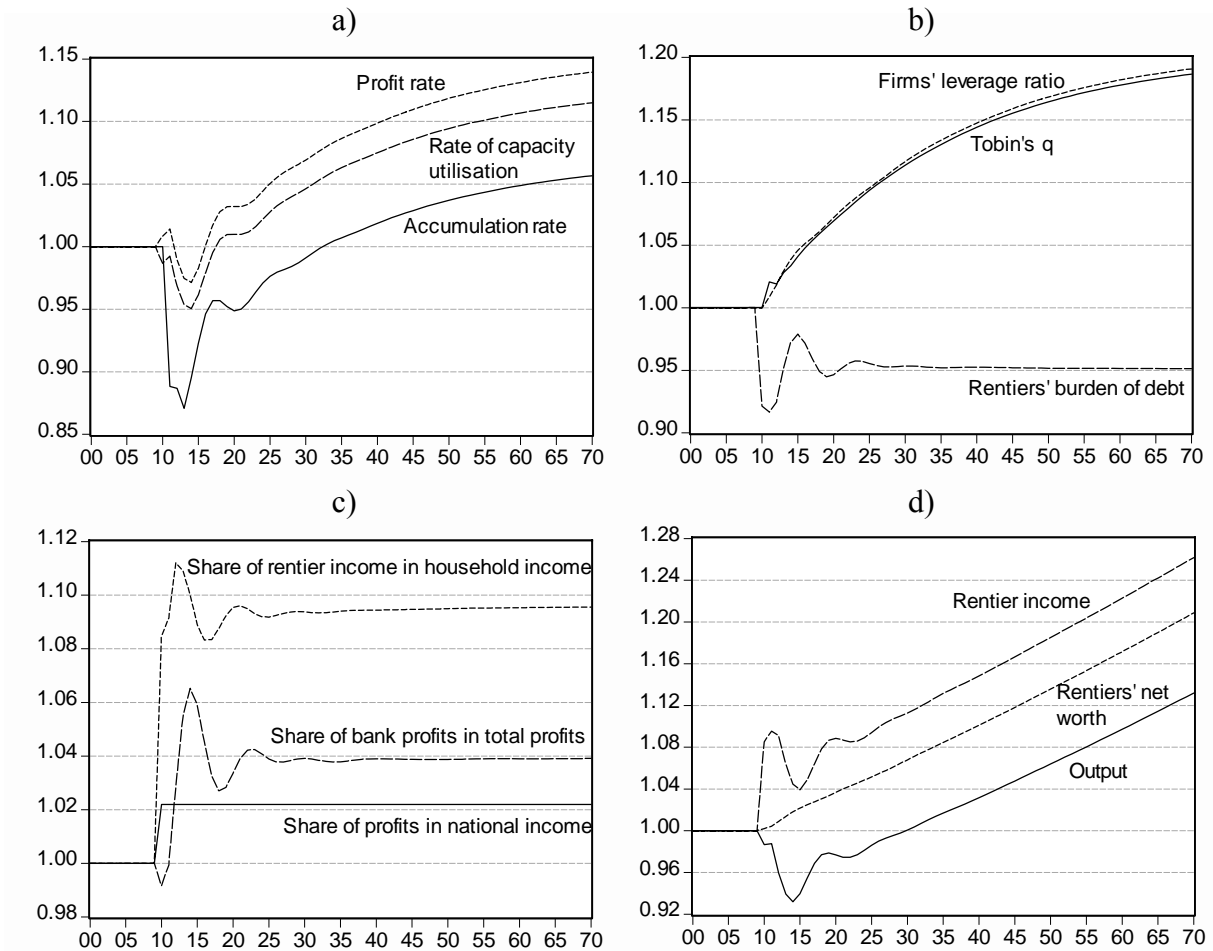 a)
1.15
1.10
1.05
1.00
0.95
0.90
0.85
Profit rate
Rate of capacity
utilisation
Accumulation rate
00 05 10 15 20 25 30 35 40 45 50 55 60 65 70
b)
1.20
1.15
1.10
1.05
1.00
0.95
0.90
Firms' leverage ratio
Tobin's q
Rentiers' burden of debt
00 05 10 15 20 25 30 35 40 45 50 55 60 65 70
c)
1.12
1.10
1.08
1.06
1.04
1.02
1.00
0.98
Share of rentier income in household income
Share of bank profits in total profits
Share of profits in national income
00 05 10 15 20 25 30 35 40 45 50 55 60 65 70
d)
1.28
1.24
1.20
1.16
1.12
1.08
1.04
1.00
0.96
0.92
Rentier income
Rentiers' net
worth
Output
00 05 10 15 20 25 30 35 40 45 50 55 60 65 70